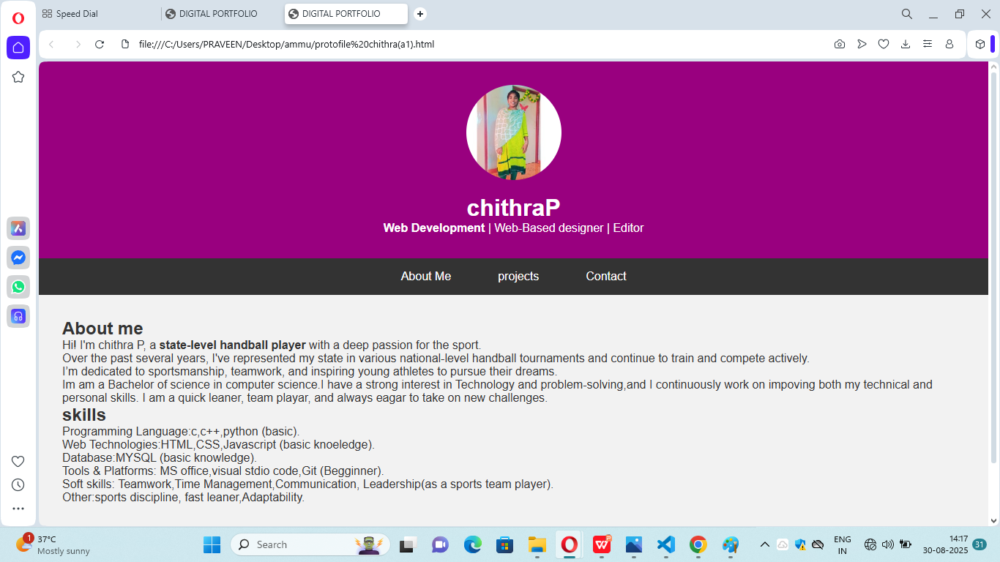 Speed Dial
DIGITAL PORTFOLIO
DIGITAL PORTFOLIO
file:///C:/Users/PRAVEEN/Desktop/ammu/protofile%20chithra(a1).html
chithraP
Web Development | Web-Based designer | Editor
About Me
projects
Contact
About me
Hi! I'm chithra P, a state-level handball player with a deep passion for the sport.
Over the past several years, I've represented my state in various national-level handball tournaments and continue to train and compete actively.
I'm dedicated to sportsmanship, teamwork, and inspiring young athletes to pursue their dreams.
Im am a Bachelor of science in computer science.I have a strong interest in Technology and problem-solving,and I continuously work on impoving both my technical and
personal skills. I am a quick leaner, team playar, and always eagar to take on new challenges.
skills
Programming Language:c,c++,python (basic).
Web Technologies:HTML,CSS,Javascript (basic knoeledge).
Database:MYSQL (basic knowledge).
Tools & Platforms: MS office,visual stdio code,Git (Begginner).
Soft skills: Teamwork,Time Management,Communication, Leadership(as a sports team player).
Other:sports discipline, fast leaner,Adaptability.
1
37°C
Mostly sunny
Search
ENG
IN
14:17
30-08-2025
31